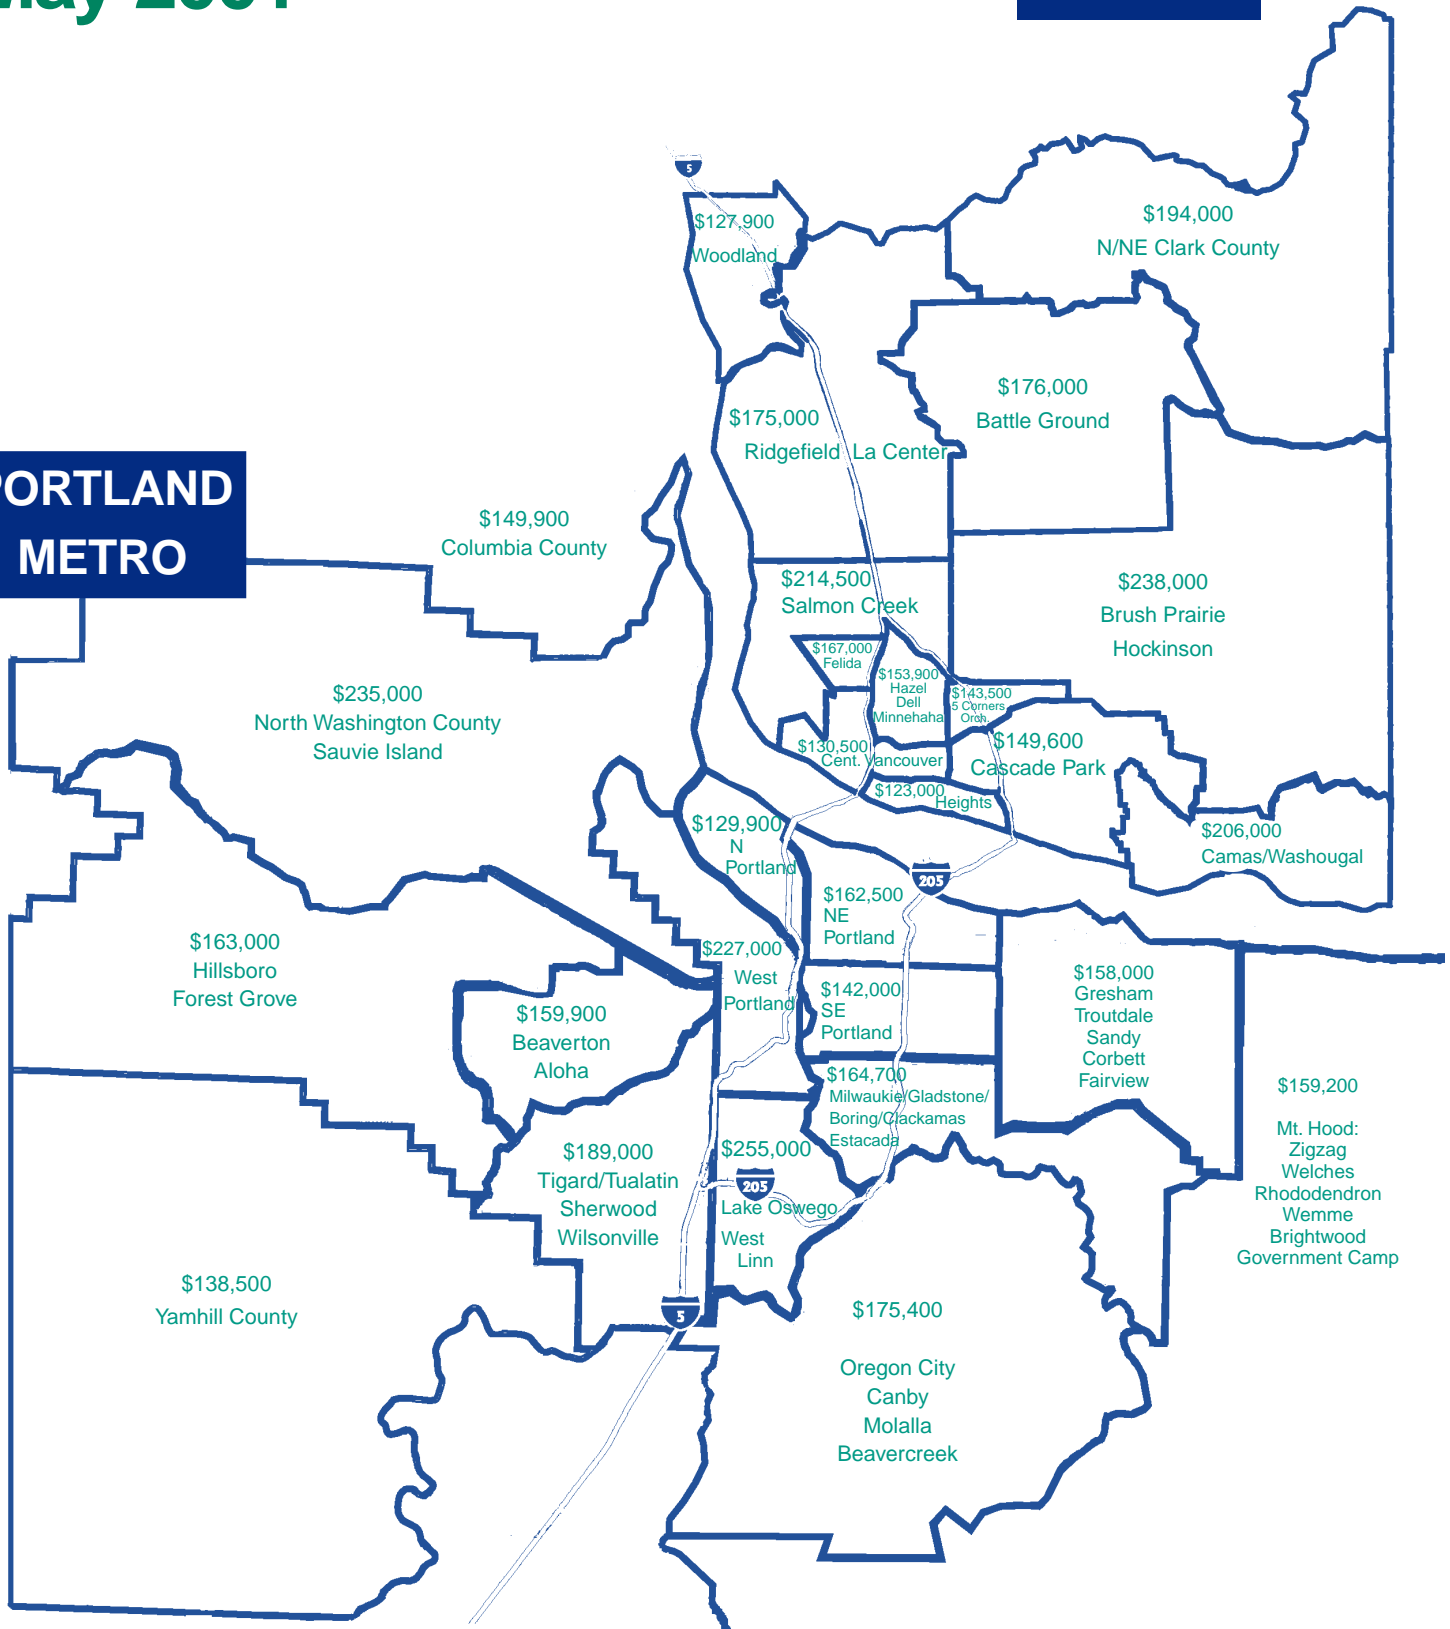 5
$127,900
Woodland
$194,000
N/NE Clark County
$176,000
Battle Ground
$175,000
Ridgefield La Center
PORTLAND
METRO
$149,900
Columbia County
$214,500
Salmon Creek
$238,000
Brush Prairie
Hockinson
$167,000
Felida
$153,900
Hazel
Dell
Minnehaha
$143,500
5 Corners
Orch.
$235,000
North Washington County
Sauvie Island
$130,500
Cent. Vancouver
$149,600
Cascade Park
$123,000
Heights
$129,900
N
Portland
$206,000
Camas/Washougal
205
$162,500
NE
Portland
$163,000
Hillsboro
Forest Grove
$227,000
West
Portland
$142,000
SE
Portland
$158,000
Gresham
Troutdale
Sandy
Corbett
Fairview
$159,900
Beaverton
Aloha
$164,700
Milwaukie/Gladstone/
Boring/Clackamas
Estacada
$159,200
Mt. Hood:
Zigzag
Welches
Rhododendron
Wemme
Brightwood
Government Camp
$189,000
Tigard/Tualatin
Sherwood
Wilsonville
$255,000
205
Lake Oswego
West
Linn
$138,500
Yamhill County
5
$175,400
Oregon City
Canby
Molalla
Beavercreek